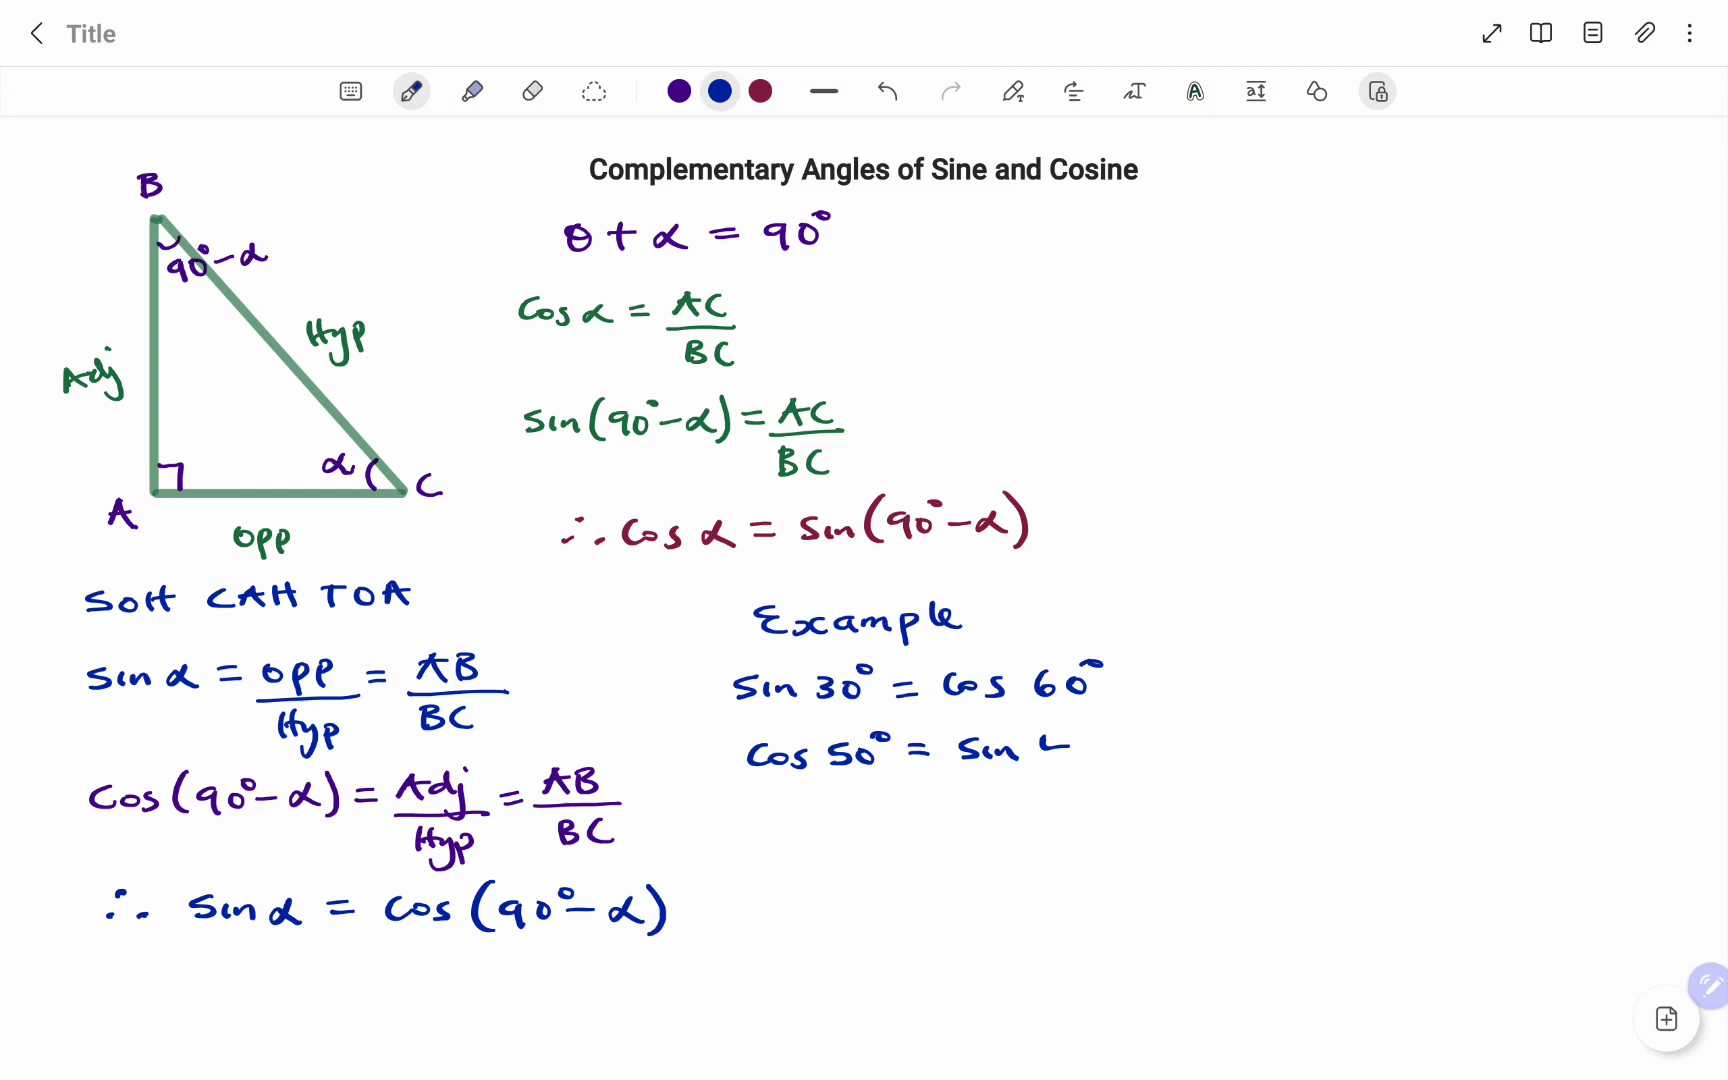 Title
Complementary Angles of Sine and Cosine
B
90°-α
Hyp
Adj
α
C
A
opp
θ + α = 90°
Cos α = AC/BC
sin(90°-α) = AC/BC
∴ Cos α = sin(90°-α)
SOH CAH TOA
sin α = opp/Hyp = AB/BC
Cos(90°-α) = Adj/Hyp = AB/BC
∴ sin α = cos(90°-α)
Example
sin 30° = cos 60°
cos 50° = sin